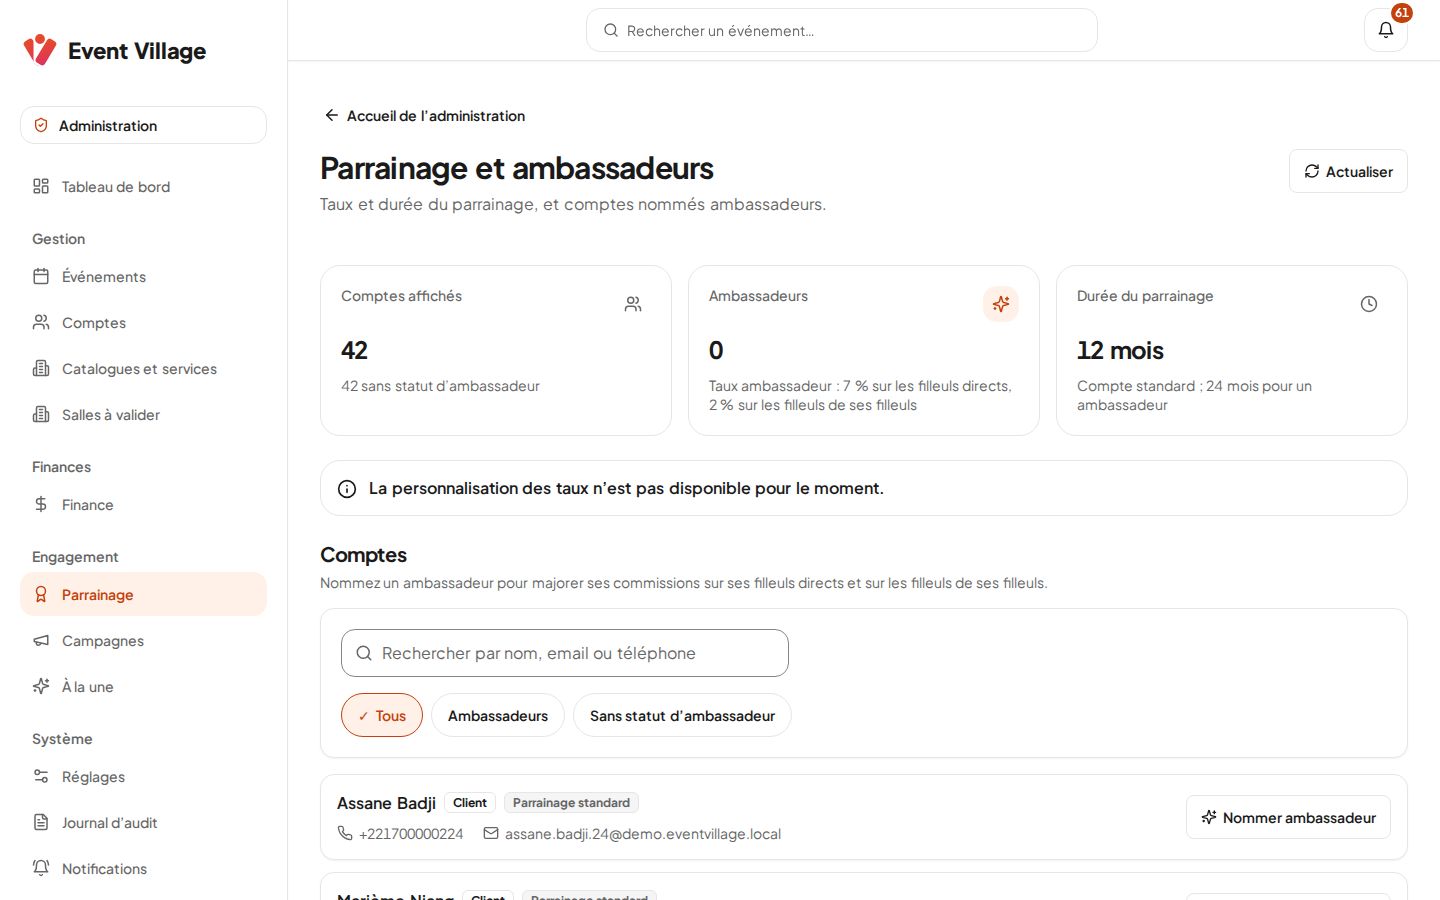 Event Village
Rechercher un événement…
61
Administration
Tableau de bord
Gestion
Événements
Comptes
Catalogues et services
Salles à valider
Finances
Finance
Engagement
Parrainage
Campagnes
À la une
Système
Réglages
Journal d’audit
Notifications
Accueil de l’administration
Parrainage et ambassadeurs
Taux et durée du parrainage, et comptes nommés ambassadeurs.
Actualiser
Comptes affichés
42
42 sans statut d’ambassadeur
Ambassadeurs
0
Taux ambassadeur : 7 % sur les filleuls directs,
2 % sur les filleuls de ses filleuls
Durée du parrainage
12 mois
Compte standard ; 24 mois pour un
ambassadeur
La personnalisation des taux n’est pas disponible pour le moment.
Comptes
Nommez un ambassadeur pour majorer ses commissions sur ses filleuls directs et sur les filleuls de ses filleuls.
Rechercher par nom, email ou téléphone
✓ Tous
Ambassadeurs
Sans statut d’ambassadeur
Assane Badji Client Parrainage standard
+221700000224 assane.badji.24@demo.eventvillage.local
Nommer ambassadeur
Client Parrainage standard